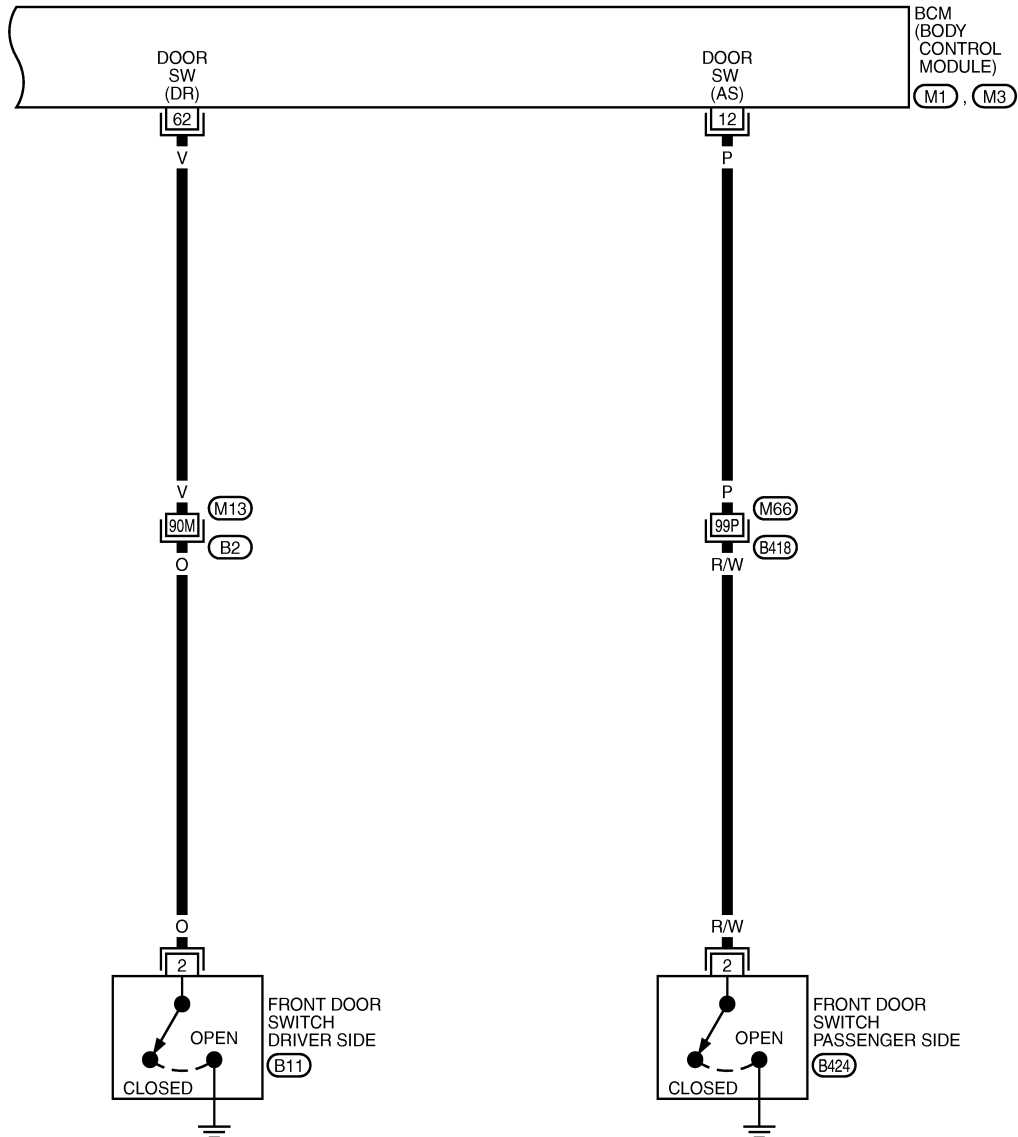 BCM
(BODY
CONTROL
MODULE)
M1 , M3
DOOR
SW
(DR)
DOOR
SW
(AS)
62
12
V
P
V
P
90M
M13
B2
99P
M66
B418
O
R/W
O
R/W
2
2
OPEN
CLOSED
FRONT DOOR
SWITCH
DRIVER SIDE
B11
OPEN
CLOSED
FRONT DOOR
SWITCH
PASSENGER SIDE
B424